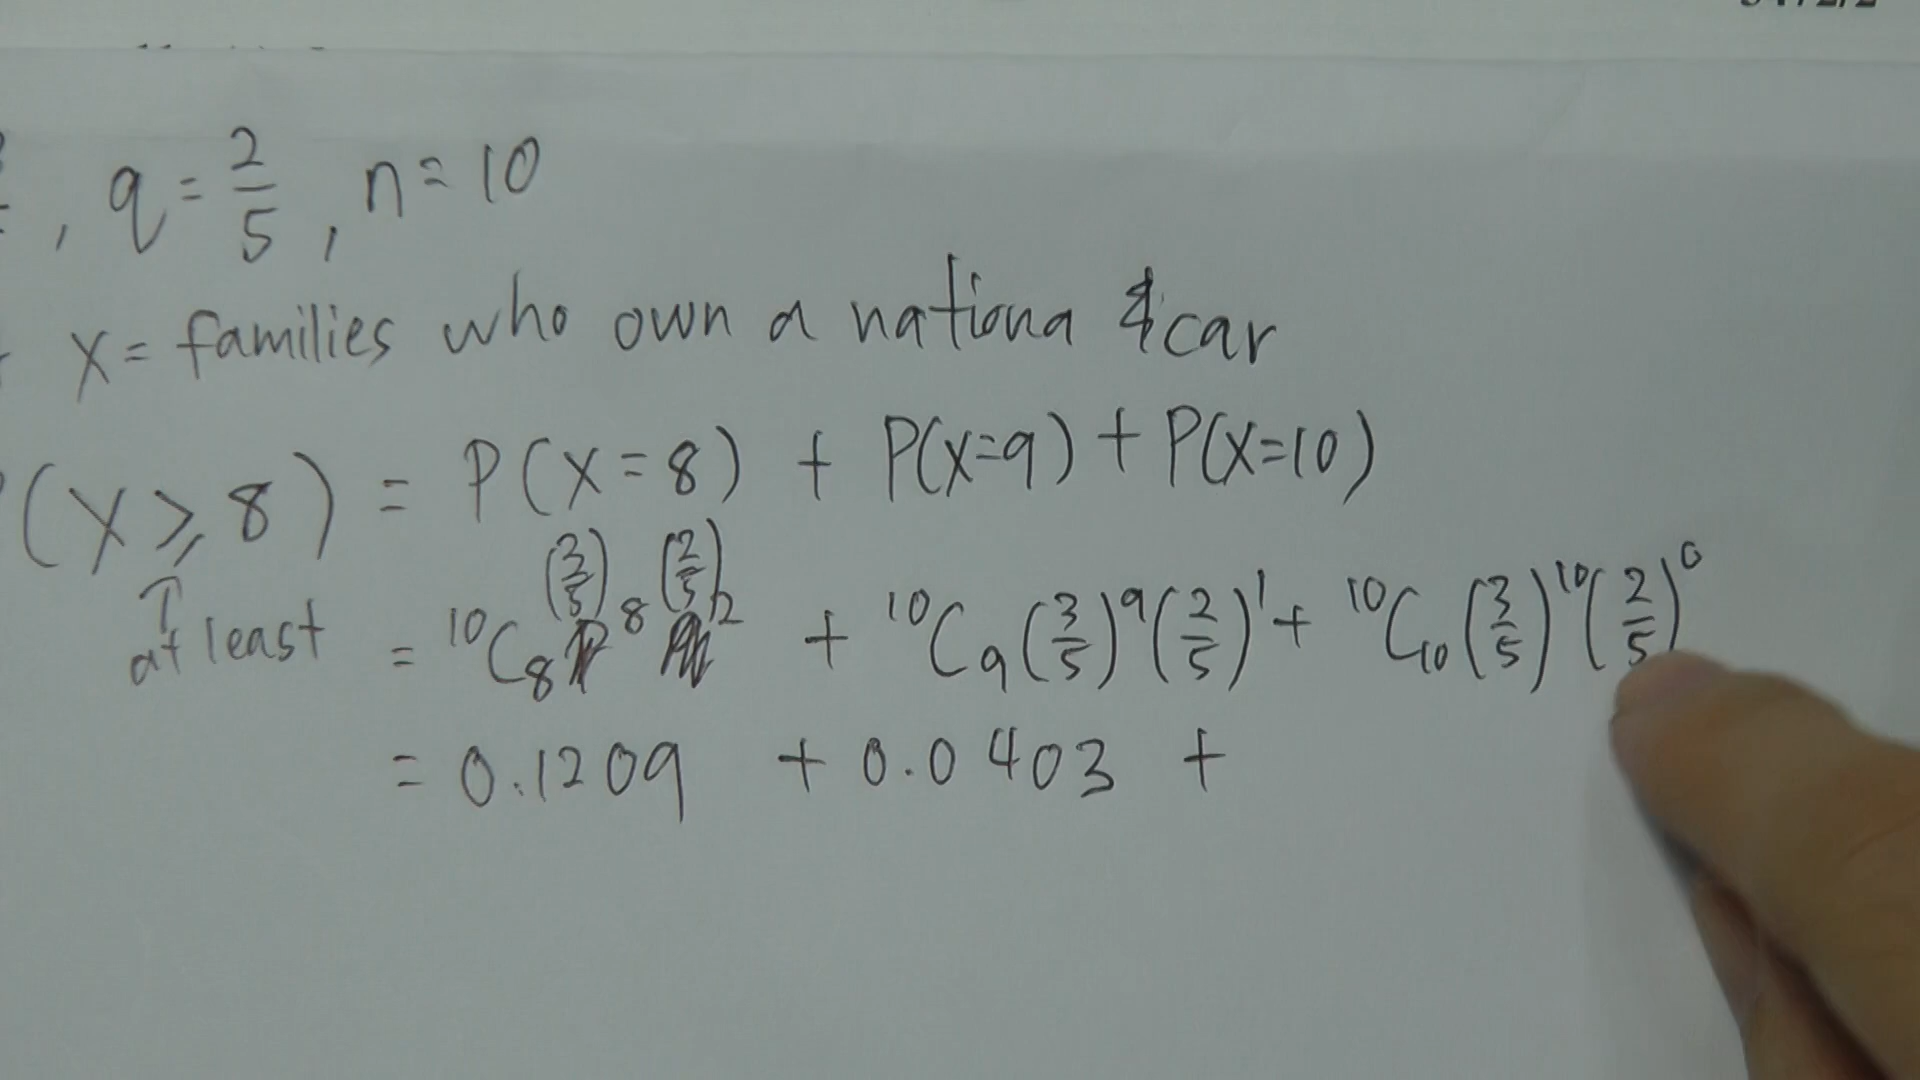 , q = 2/5 , n = 10
X = families who own a nationa car
(X ≥ 8) = P(X=8) + P(X=9) + P(X=10)
↑
at least = ¹⁰C₈ (3/5)⁸ (2/5)² + ¹⁰C₉ (3/5)⁹ (2/5)¹ + ¹⁰C₁₀ (3/5)¹⁰ (2/5)⁰
= 0.1209 + 0.0403 +